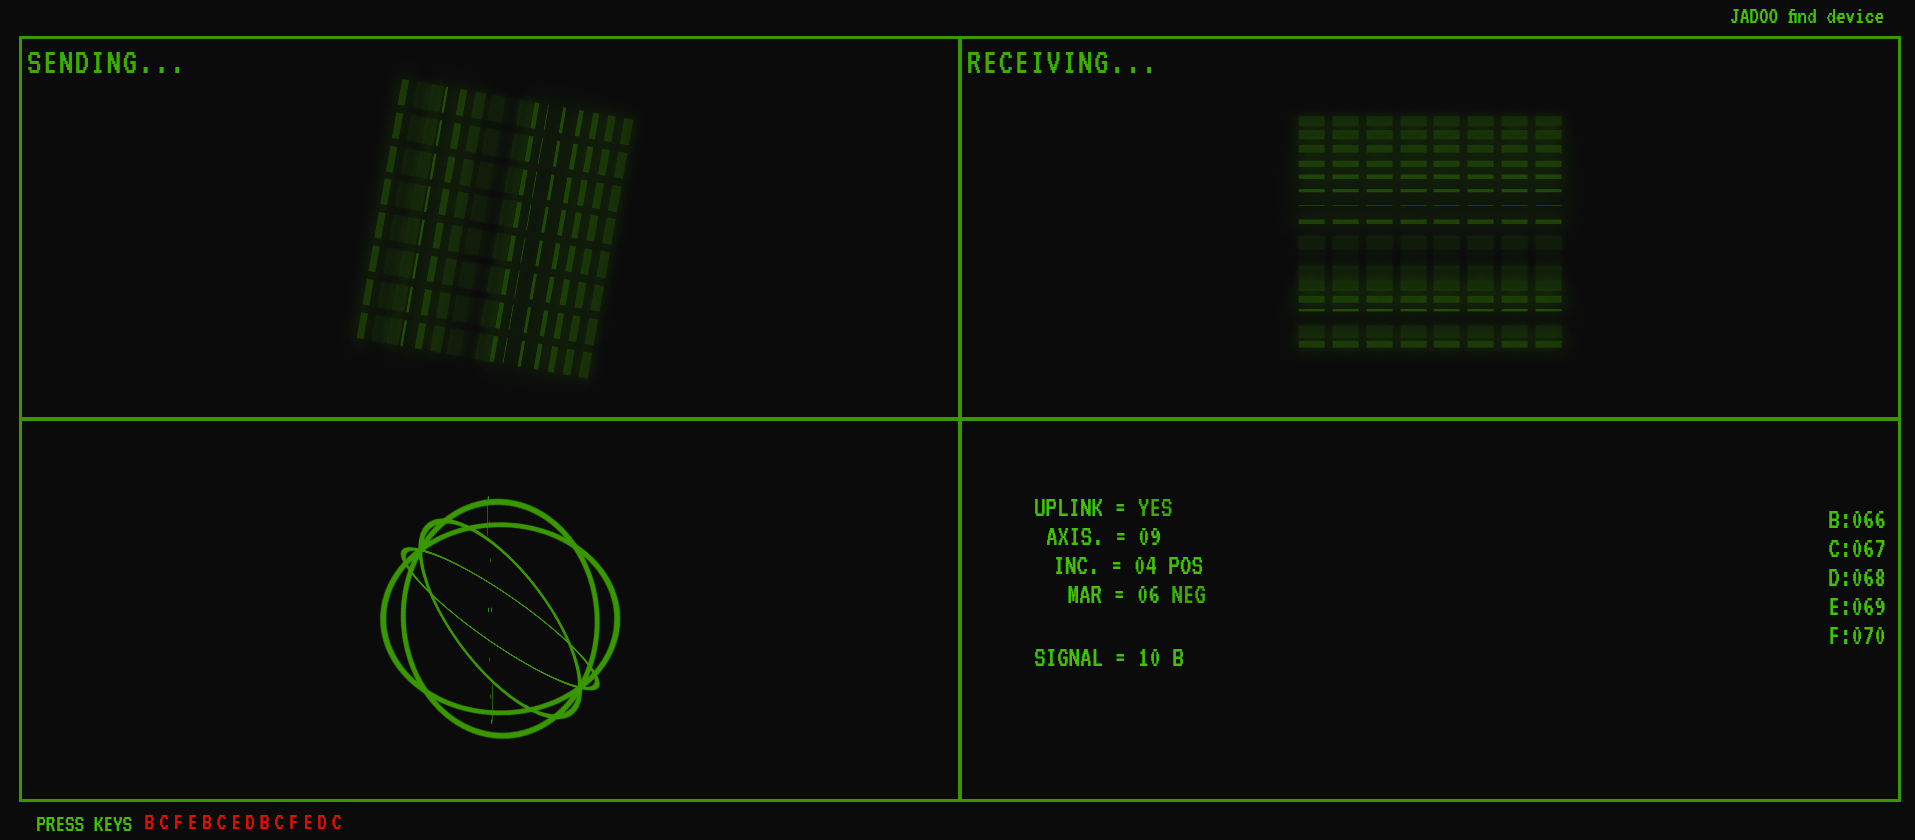 JADOO find device
SENDING...
RECEIVING...
UPLINK = YES
AXIS. = 09
INC. = 04 POS
MAR = 06 NEG
SIGNAL = 10 B
B:066
C:067
D:068
E:069
F:070
PRESS KEYS B C F E B C E D B C F E D C